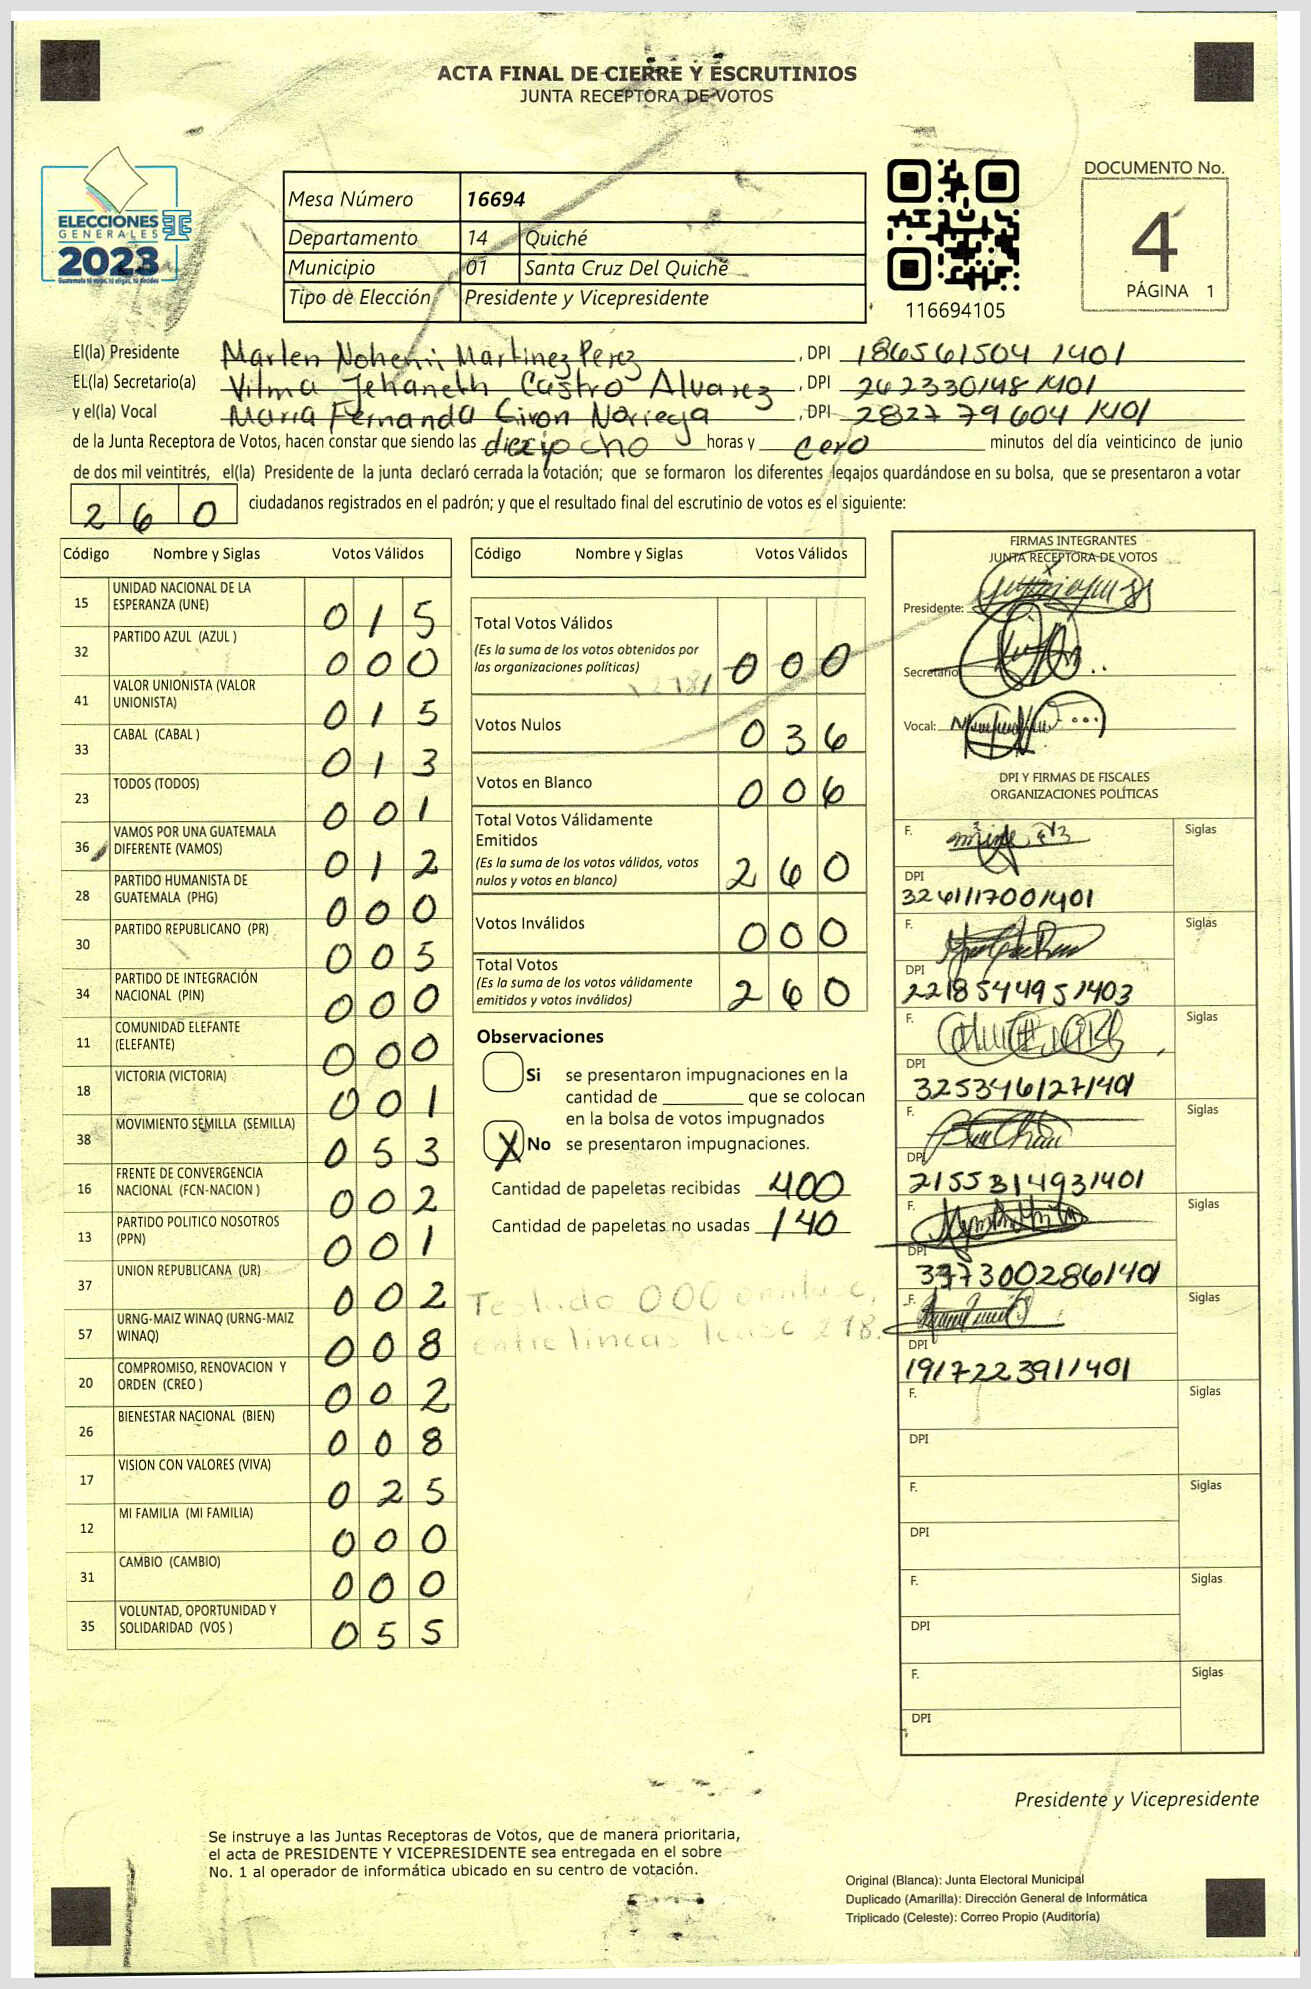 ACTA FINAL DE CIERRE Y ESCRUTINIOS
JUNTA RECEPTORA DE VOTOS
ELECCIONES
GENERALES
2023
Mesa Número 16694
Departamento 14 Quiché
Municipio 01 Santa Cruz Del Quiché
Tipo de Elección Presidente y Vicepresidente
116694105
DOCUMENTO No.
4
PÁGINA 1
El(la) Presidente Marlen Nohemi Martinez Perez, DPI 186561504 1401
EL(la) Secretario(a) Vilma Jehaneth Castro Alvarez, DPI 262330148 1401
y el(la) Vocal Maria Fernanda Giron Noriega, DPI 2827 79604 1401
de la Junta Receptora de Votos, hacen constar que siendo las dieciocho horas y cero minutos del día veinticinco de junio
de dos mil veintitrés, el(la) Presidente de la junta declaró cerrada la votación; que se formaron los diferentes legajos quardándose en su bolsa, que se presentaron a votar
260 ciudadanos registrados en el padrón; y que el resultado final del escrutinio de votos es el siguiente:
Código Nombre y Siglas Votos Válidos
15 UNIDAD NACIONAL DE LA ESPERANZA (UNE) 015
32 PARTIDO AZUL (AZUL ) 000
41 VALOR UNIONISTA (VALOR UNIONISTA) 015
33 CABAL (CABAL ) 013
23 TODOS (TODOS) 001
36 VAMOS POR UNA GUATEMALA DIFERENTE (VAMOS) 012
28 PARTIDO HUMANISTA DE GUATEMALA (PHG) 000
30 PARTIDO REPUBLICANO (PR) 005
34 PARTIDO DE INTEGRACIÓN NACIONAL (PIN) 000
11 COMUNIDAD ELEFANTE (ELEFANTE) 000
18 VICTORIA (VICTORIA) 001
38 MOVIMIENTO SEMILLA (SEMILLA) 053
16 FRENTE DE CONVERGENCIA NACIONAL (FCN-NACION ) 002
13 PARTIDO POLITICO NOSOTROS (PPN) 001
37 UNION REPUBLICANA (UR) 002
57 URNG-MAIZ WINAQ (URNG-MAIZ WINAQ) 008
20 COMPROMISO, RENOVACION Y ORDEN (CREO ) 002
26 BIENESTAR NACIONAL (BIEN) 008
17 VISION CON VALORES (VIVA) 025
12 MI FAMILIA (MI FAMILIA) 000
31 CAMBIO (CAMBIO) 000
35 VOLUNTAD, OPORTUNIDAD Y SOLIDARIDAD (VOS ) 055
Código Nombre y Siglas Votos Válidos
Total Votos Válidos
(Es la suma de los votos obtenidos por
las organizaciones políticas) 000
Votos Nulos 036
Votos en Blanco 006
Total Votos Válidamente
Emitidos
(Es la suma de los votos válidos, votos
nulos y votos en blanco) 260
Votos Inválidos 000
Total Votos
(Es la suma de los votos válidamente
emitidos y votos inválidos) 260
Observaciones
Si se presentaron impugnaciones en la
cantidad de ________ que se colocan
en la bolsa de votos impugnados
X No se presentaron impugnaciones.
Cantidad de papeletas recibidas 400
Cantidad de papeletas no usadas 140
Testado 000
entre lineas lease 218.
FIRMAS INTEGRANTES
JUNTA RECEPTORA DE VOTOS
Presidente:
Secretario
Vocal:
DPI Y FIRMAS DE FISCALES
ORGANIZACIONES POLÍTICAS
F. Siglas
DPI
3261117001401
F. Siglas
DPI
2218544951403
F. Siglas
DPI
3253461271401
F. Siglas
DPI
2155314931401
F. Siglas
DPI
3373002861401
F. Siglas
DPI
1917223911401
F. Siglas
DPI
F. Siglas
DPI
F. Siglas
DPI
F. Siglas
DPI
Presidente y Vicepresidente
Se instruye a las Juntas Receptoras de Votos, que de manera prioritaria,
el acta de PRESIDENTE Y VICEPRESIDENTE sea entregada en el sobre
No. 1 al operador de informática ubicado en su centro de votación.
Original (Blanca): Junta Electoral Municipal
Duplicado (Amarilla): Dirección General de Informática
Triplicado (Celeste): Correo Propio (Auditoría)